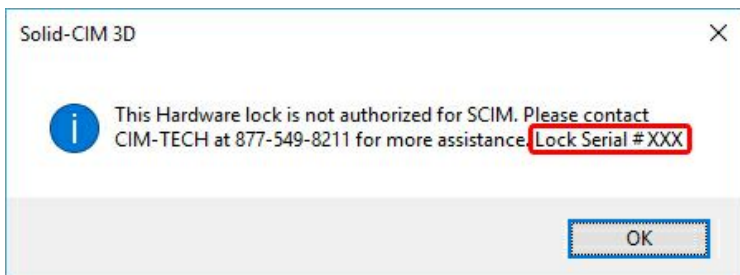 Solid-CIM 3D
This Hardware lock is not authorized for SCIM. Please contact
CIM-TECH at 877-549-8211 for more assistance. Lock Serial #XXX
OK